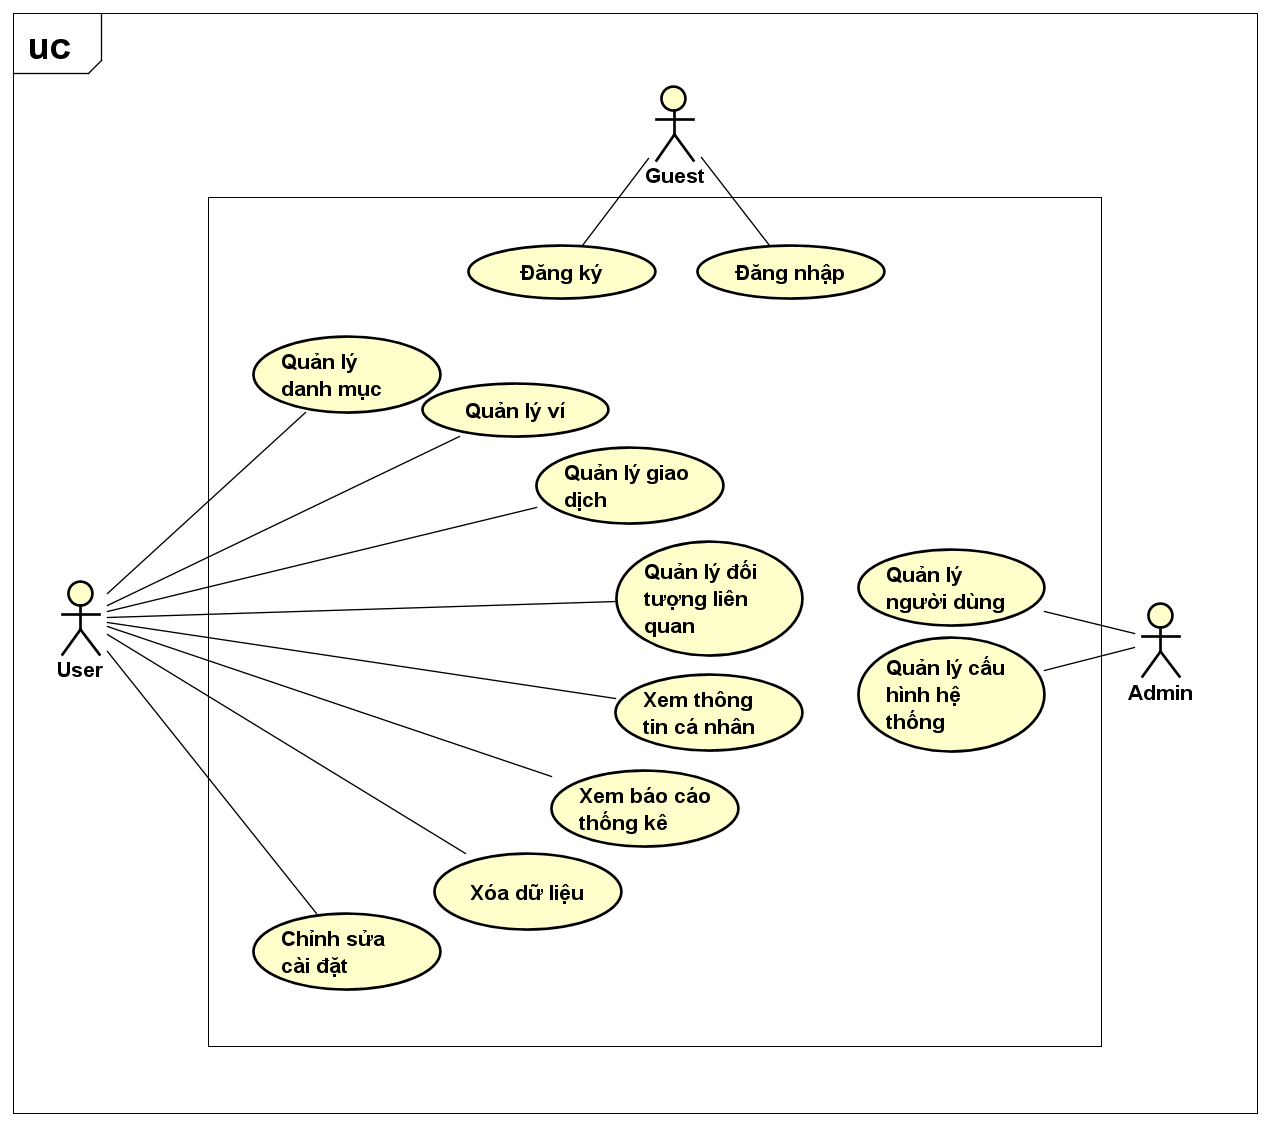 uc
Guest
Đăng ký
Đăng nhập
Quản lý
danh mục
Quản lý ví
Quản lý giao
dịch
Quản lý đối
tượng liên
quan
Quản lý
người dùng
User
Quản lý cấu
hình hệ
thống
Admin
Xem thông
tin cá nhân
Xem báo cáo
thống kê
Xóa dữ liệu
Chỉnh sửa
cài đặt